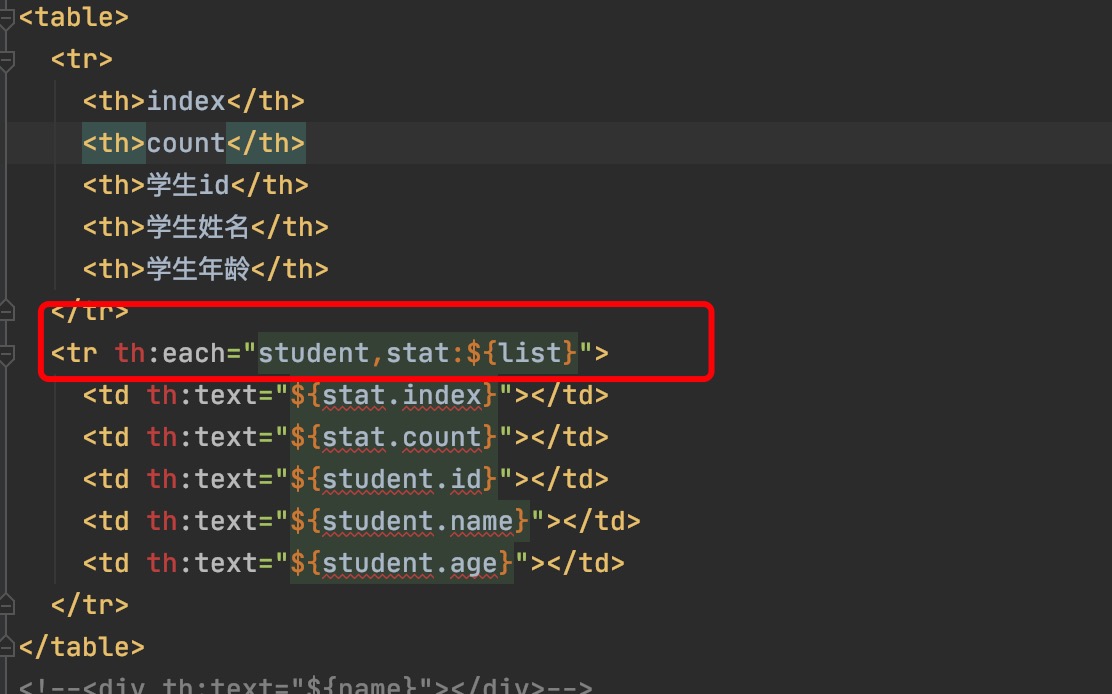 <table>
<tr>
<th>index</th>
<th>count</th>
<th>学生id</th>
<th>学生姓名</th>
<th>学生年龄</th>
</tr>
<tr th:each="student,stat:${list}">
<td th:text="${stat.index}"></td>
<td th:text="${stat.count}"></td>
<td th:text="${student.id}"></td>
<td th:text="${student.name}"></td>
<td th:text="${student.age}"></td>
</tr>
</table>
<!--<div th:text="${name}"></div>-->